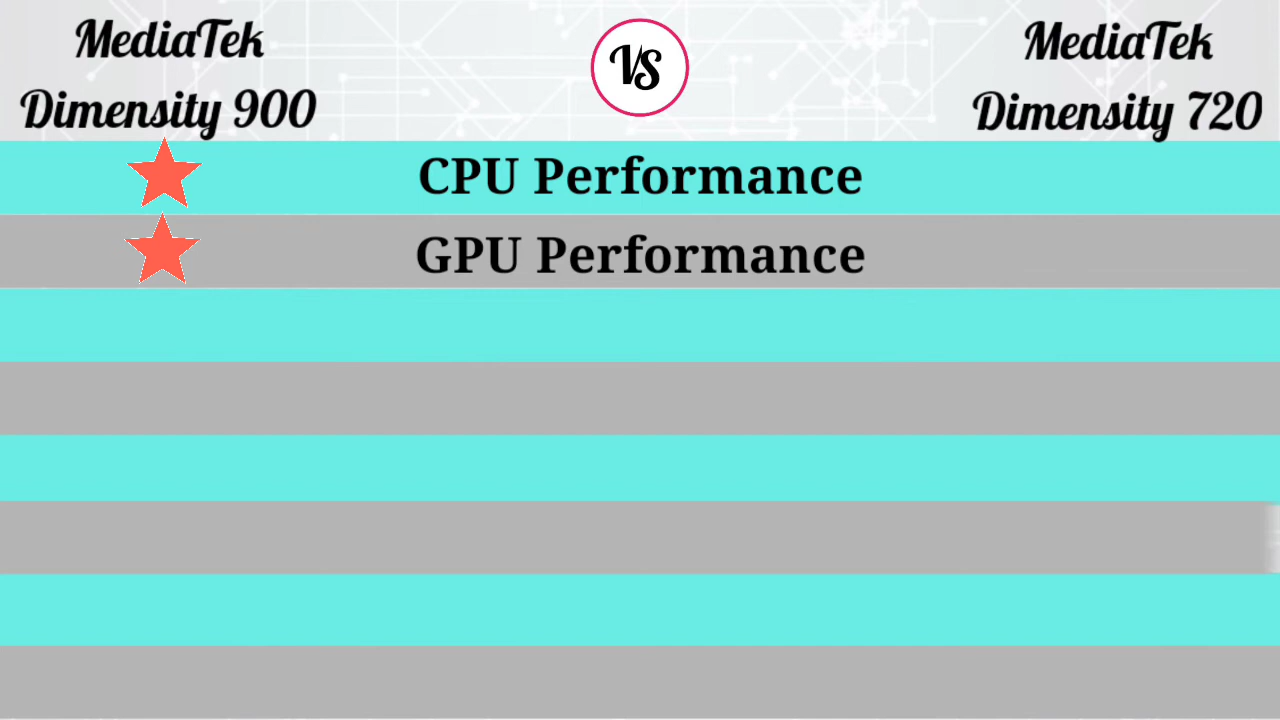 MediaTek
Dimensity 900
VS
MediaTek
Dimensity 720
CPU Performance
GPU Performance